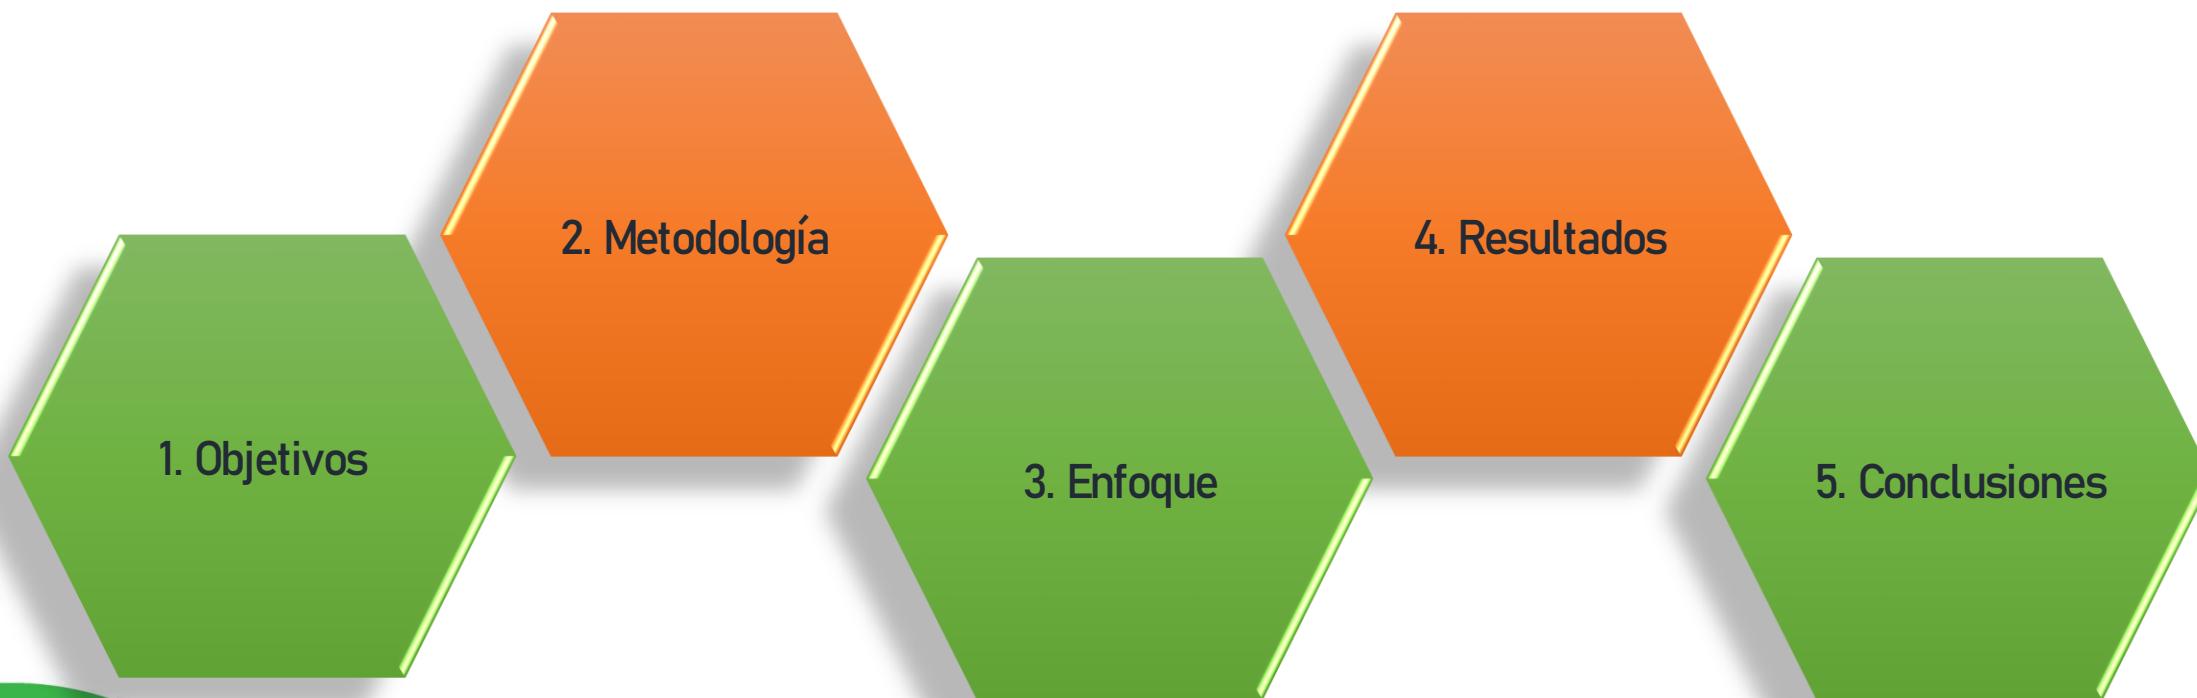 1. Objetivos
2. Metodología
3. Enfoque
4. Resultados
5. Conclusiones